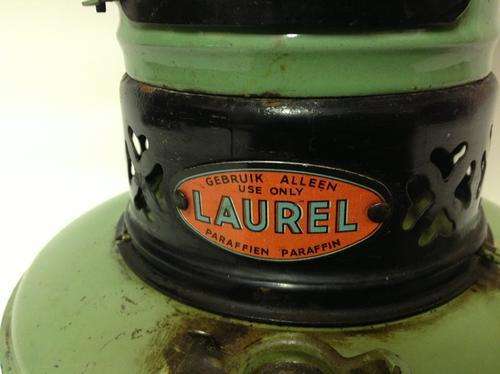 GEBRUIK ALLEEN
USE ONLY
LAUREL
PARAFFIEN PARAFFIN